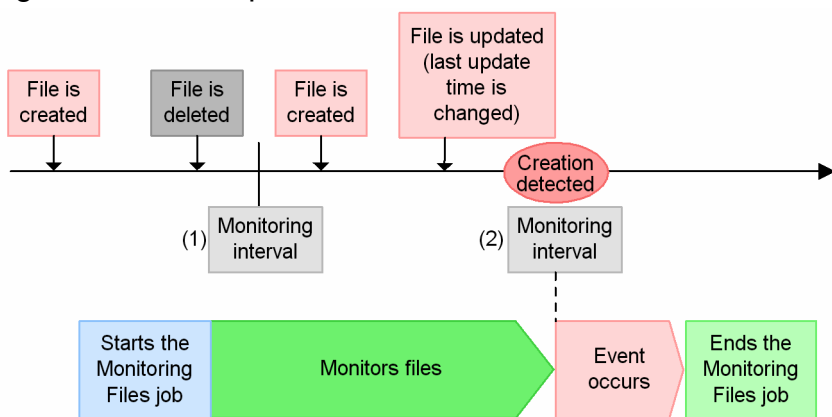 File is
created
File is
deleted
File is
created
File is updated
(last update
time is
changed)
Creation
detected
(1)
Monitoring
interval
(2)
Monitoring
interval
Starts the
Monitoring
Files job
Monitors files
Event
occurs
Ends the
Monitoring
Files job